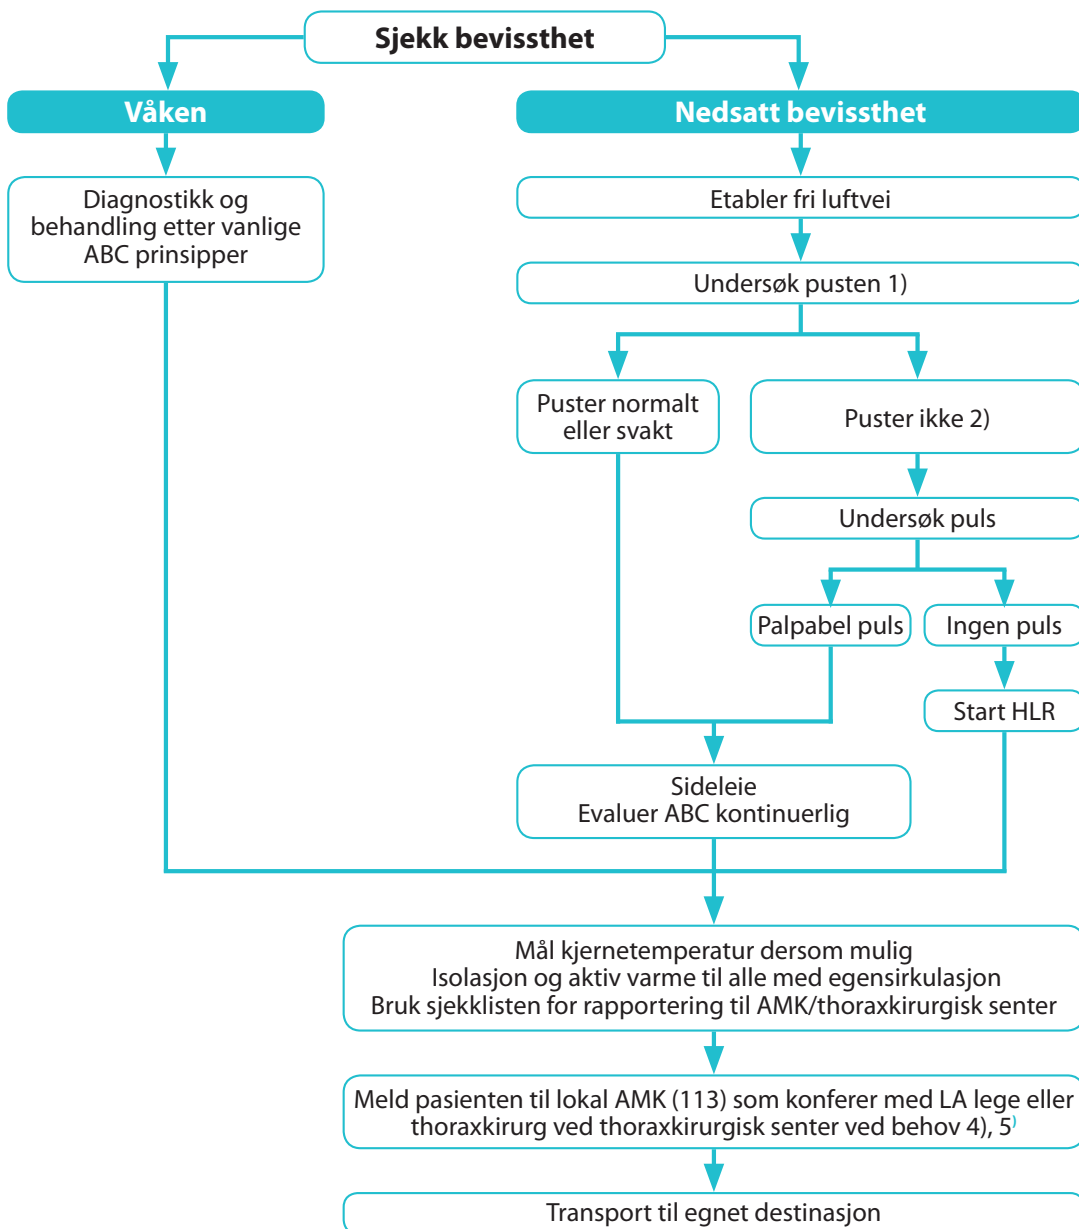 Sjekk bevissthet
Våken
Nedsatt bevissthet
Diagnostikk og
behandling etter vanlige
ABC prinsipper
Etabler fri luftvei
Undersøk pusten 1)
Puster normalt
eller svakt
Puster ikke 2)
Undersøk puls
Palpabel puls
Ingen puls
Start HLR
Sideleie
Evaluer ABC kontinuerlig
Mål kjernetemperatur dersom mulig
Isolasjon og aktiv varme til alle med egensirkulasjon
Bruk sjekklisten for rapportering til AMK/thoraxkirurgisk senter
Meld pasienten til lokal AMK (113) som konferer med LA lege eller
thoraxkirurg ved thoraxkirurgisk senter ved behov 4), 5)
Transport til egnet destinasjon